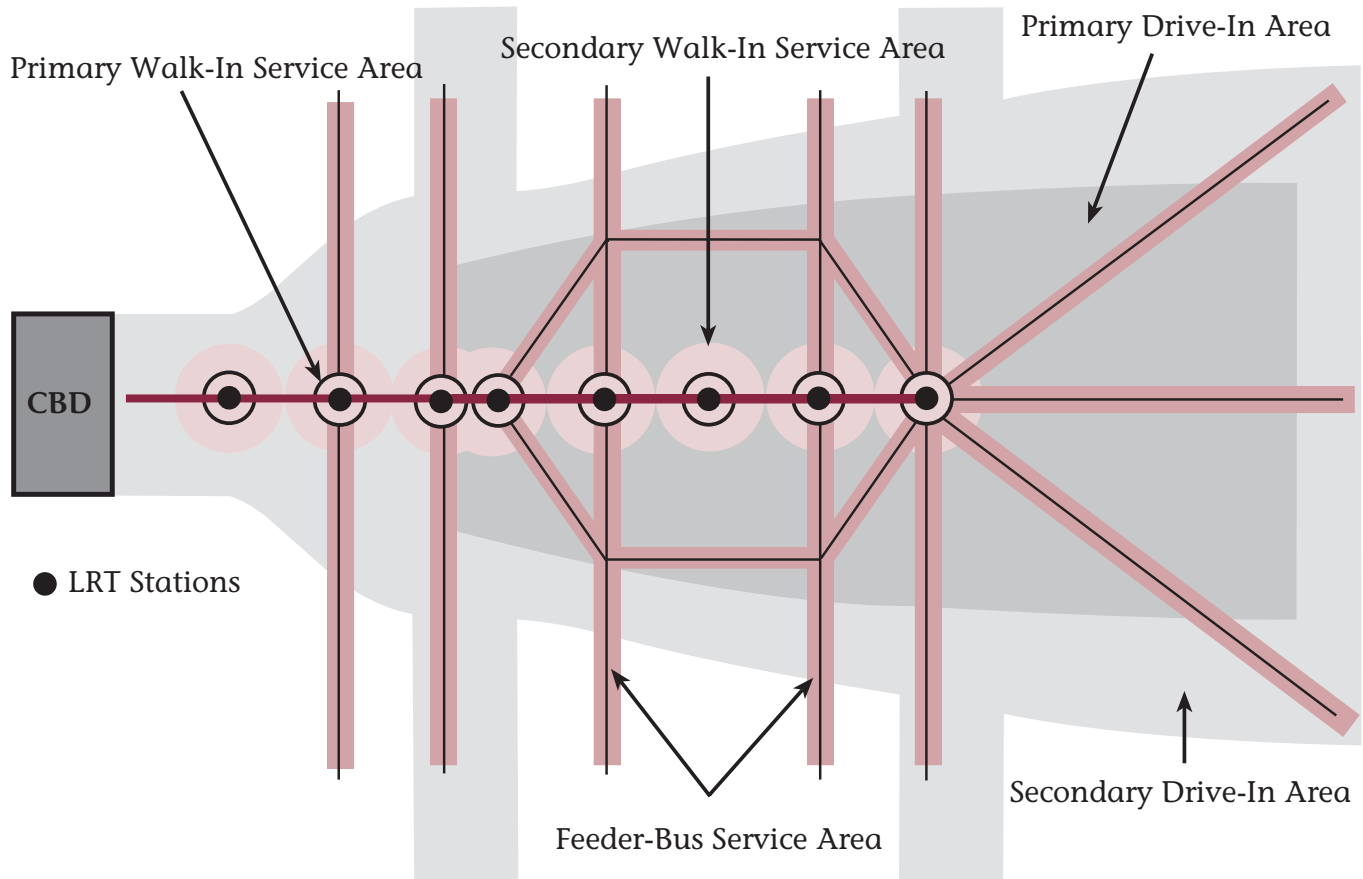 Primary Drive-In Area
Secondary Walk-In Service Area
Primary Walk-In Service Area
CBD
LRT Stations
Secondary Drive-In Area
Feeder-Bus Service Area